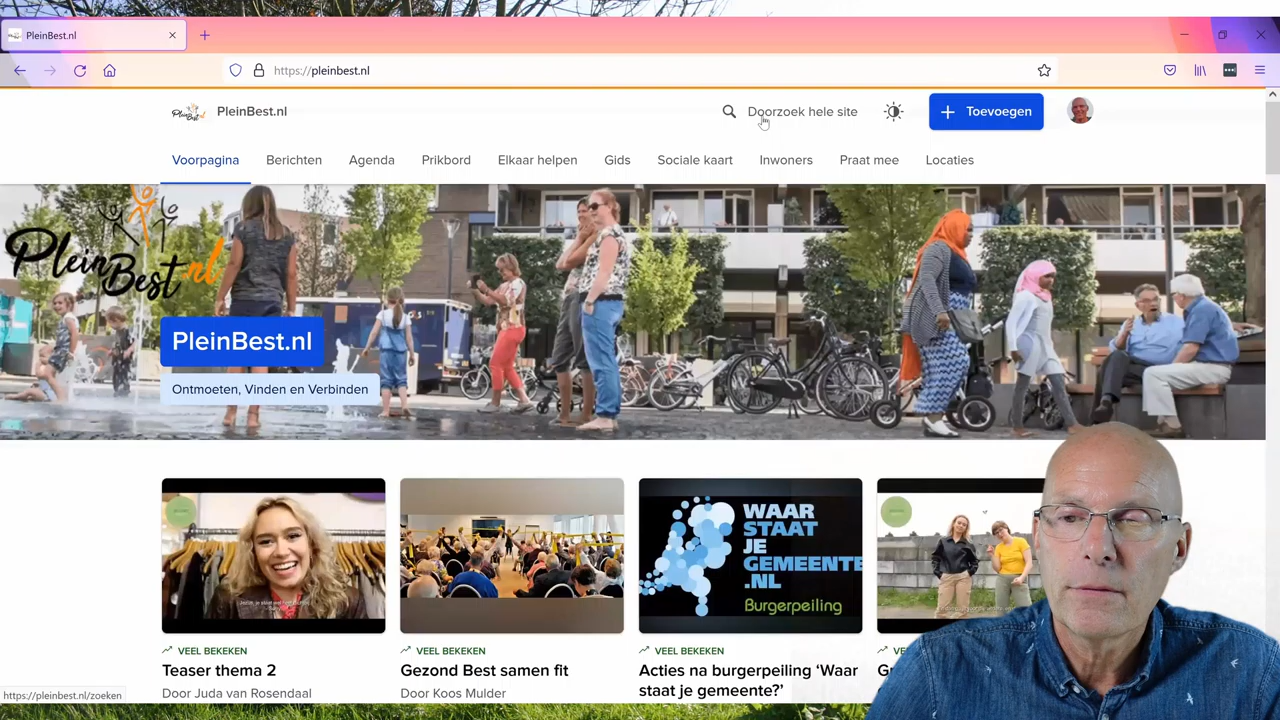 PleinBest.nl
https://pleinbest.nl
PleinBest.nl
PleinBest.nl
Doorzoek hele site
Toevoegen
Voorpagina
Berichten
Agenda
Prikbord
Elkaar helpen
Gids
Sociale kaart
Inwoners
Praat mee
Locaties
PleinBest.nl
PleinBest.nl
Ontmoeten, Vinden en Verbinden
WAAR
STAAT
JE
GEMEENTE
.NL
Burgerpeiling
VEEL BEKEKEN
Teaser thema 2
Door Juda van Rosendaal
VEEL BEKEKEN
Gezond Best samen fit
Door Koos Mulder
VEEL BEKEKEN
Acties na burgerpeiling ‘Waar
staat je gemeente?’
https://pleinbest.nl/zoeken